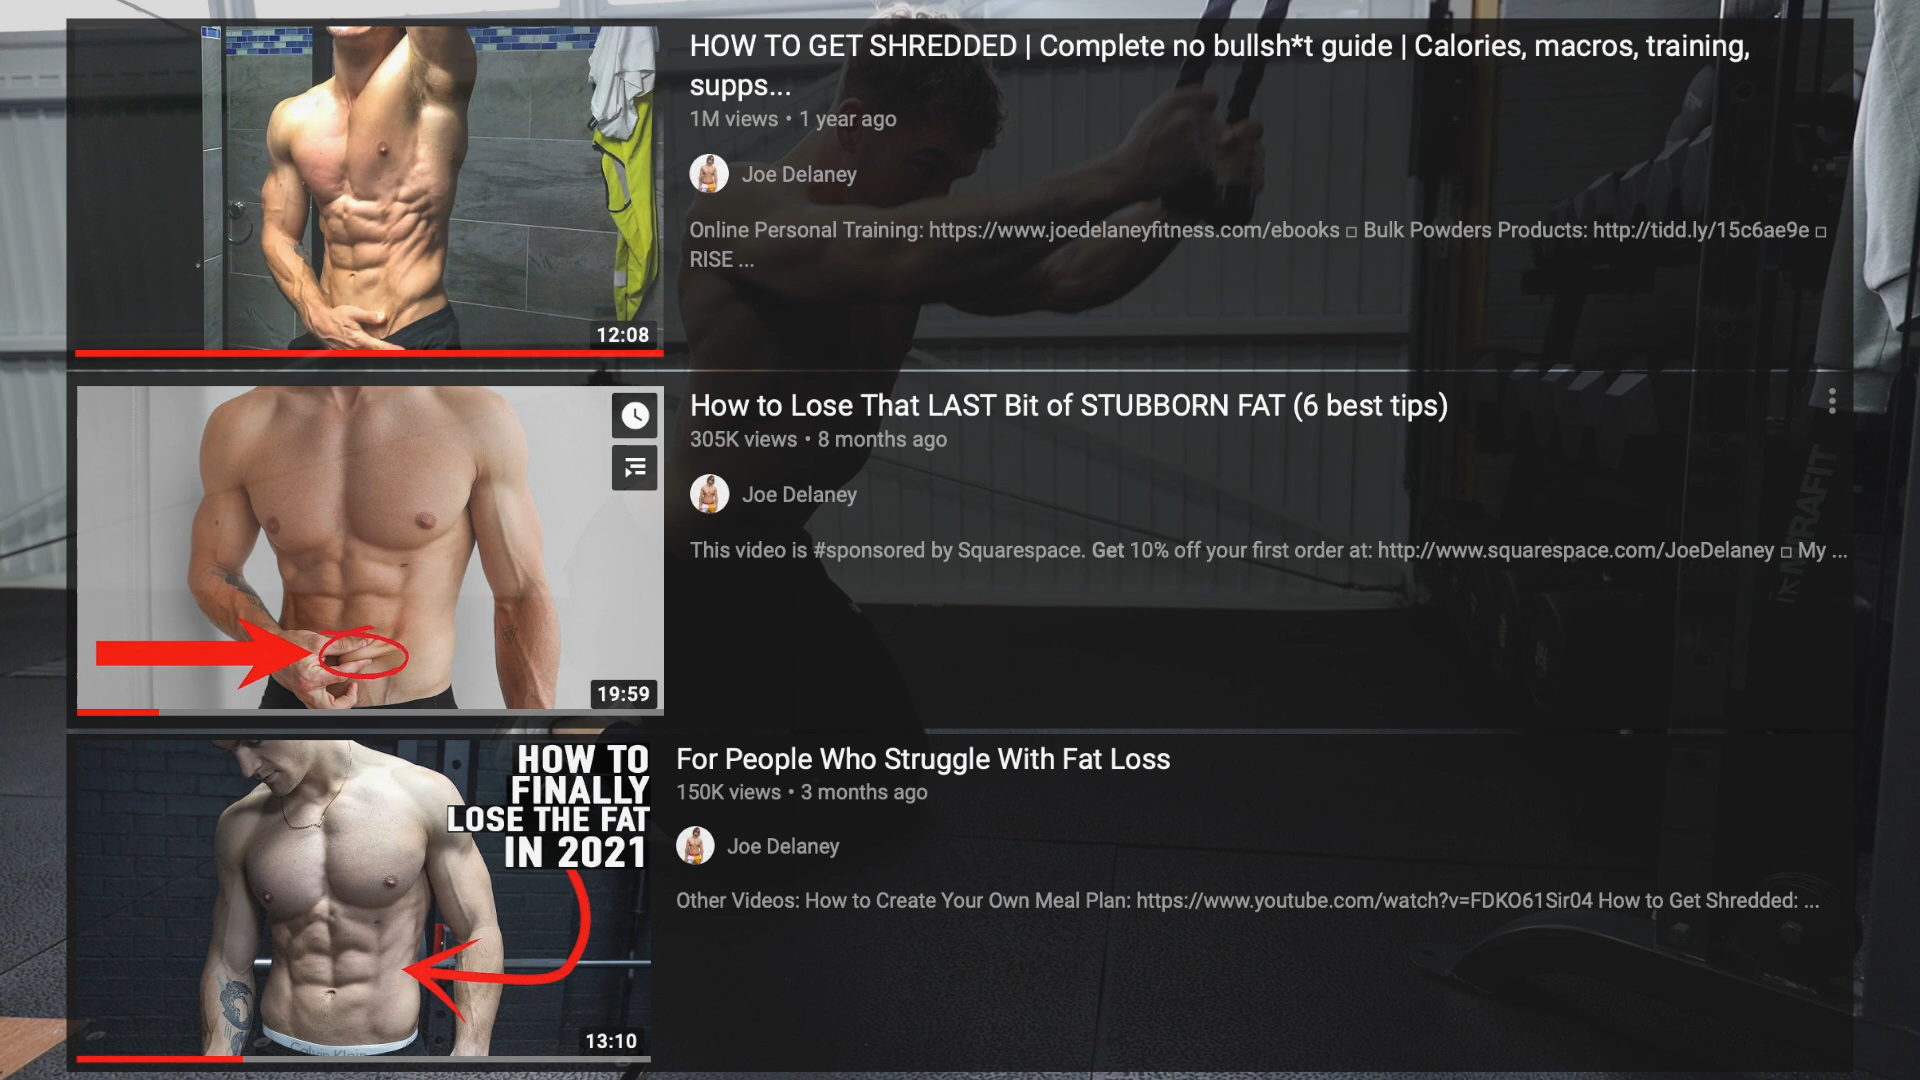 HOW TO GET SHREDDED | Complete no bullsh*t guide | Calories, macros, training,
supps...
1M views • 1 year ago
Joe Delaney
Online Personal Training: https://www.joedelaneyfitness.com/ebooks □ Bulk Powders Products: http://tidd.ly/15c6ae9e □
RISE ...
12:08
How to Lose That LAST Bit of STUBBORN FAT (6 best tips)
305K views • 8 months ago
Joe Delaney
This video is #sponsored by Squarespace. Get 10% off your first order at: http://www.squarespace.com/JoeDelaney □ My ...
19:59
MIRAFIT
HOW TO
FINALLY
LOSE THE FAT
IN 2021
13:10
Calvin Klein
For People Who Struggle With Fat Loss
150K views • 3 months ago
Joe Delaney
Other Videos: How to Create Your Own Meal Plan: https://www.youtube.com/watch?v=FDKO61Sir04 How to Get Shredded: ...